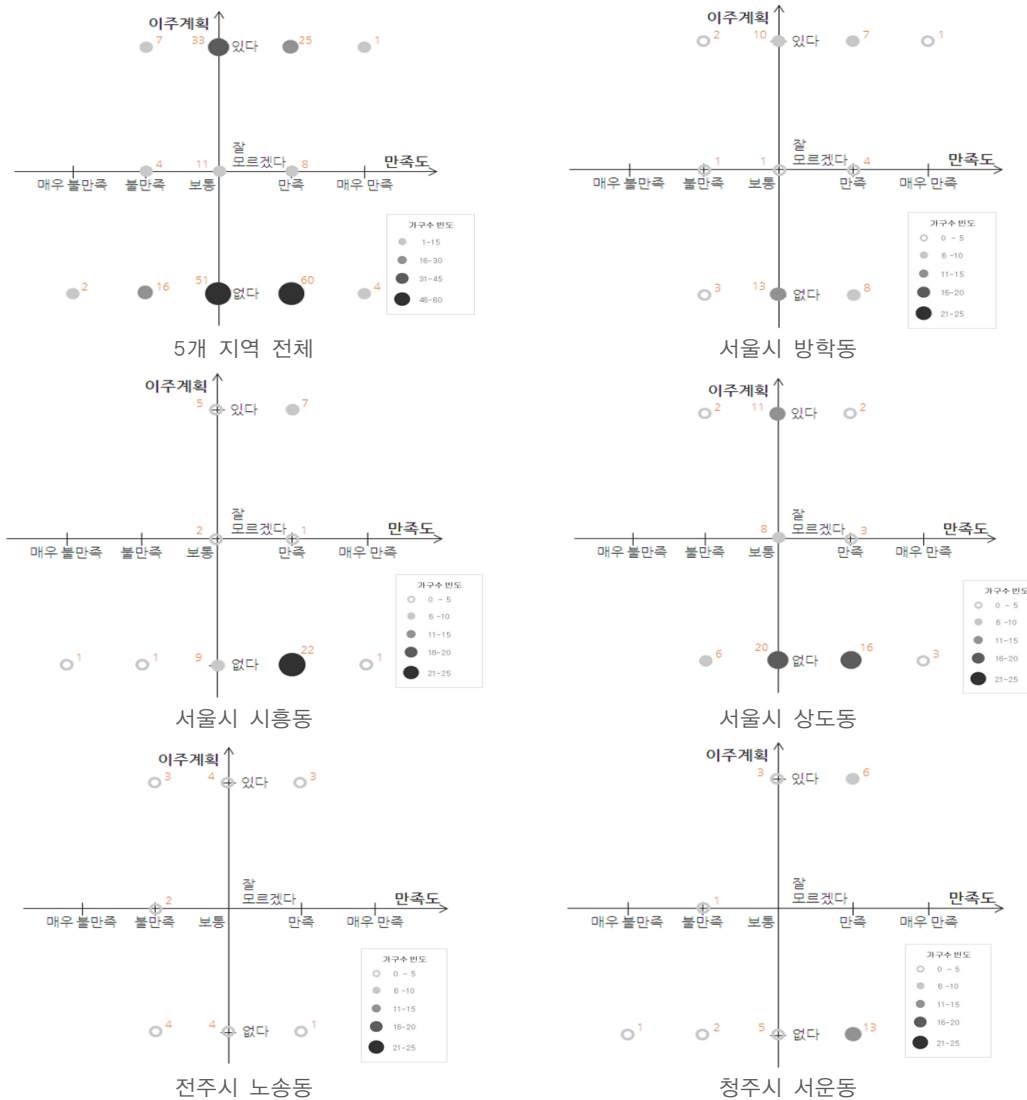 이주계획
7 33 있다 25 1
잘
4 11 모르겠다 8 만족도
매우 불만족 불만족 보통 만족 매우 만족
가구수 빈도
1-15
16-30
31-45
46-60
2 16 51 없다 60 4
5개 지역 전체
이주계획
2 10 있다 7 1
잘
1 1 모르겠다 4 만족도
매우 불만족 불만족 보통 만족 매우 만족
가구수 빈도
0 - 5
6 -10
11-15
16-20
21-25
3 13 없다 8
서울시 방학동
이주계획
5 있다 7
잘
2 모르겠다 1 만족도
매우 불만족 불만족 보통 만족 매우 만족
가구수 빈도
0 - 5
6 -10
11-15
16-20
21-25
1 1 9 없다 22 1
서울시 시흥동
이주계획
2 11 있다 2
잘
8 모르겠다 3 만족도
매우 불만족 불만족 보통 만족 매우 만족
가구수 빈도
0 - 5
6 -10
11-15
16-20
21-25
6 20 없다 16 3
서울시 상도동
이주계획
3 4 있다 3
잘
2 모르겠다 만족도
매우 불만족 불만족 보통 만족 매우 만족
가구수 빈도
0 - 5
6 -10
11-15
16-20
21-25
4 4 없다 1
전주시 노송동
이주계획
3 있다 6
잘
1 모르겠다 만족도
매우 불만족 불만족 보통 만족 매우 만족
가구수 빈도
0 - 5
6 -10
11-15
16-20
21-25
1 2 5 없다 13
청주시 서운동